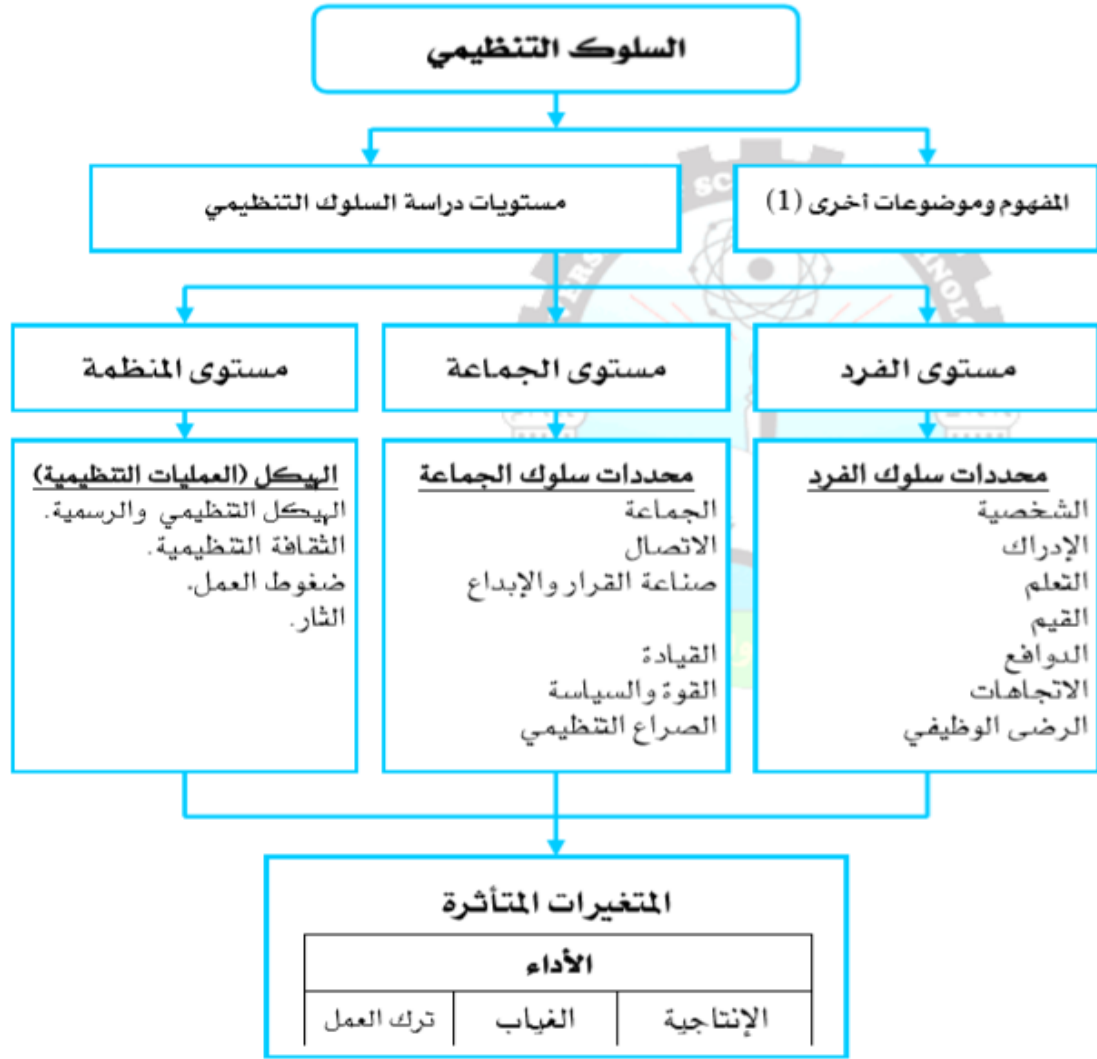 السلوك التنظيمي
المفهوم وموضوعات أخرى (1)
مستويات دراسة السلوك التنظيمي
مستوى الفرد
مستوى الجماعة
مستوى المنظمة
محددات سلوك الفرد
الشخصية
الإدراك
التعلم
القيم
الدوافع
الاتجاهات
الرضى الوظيفي
محددات سلوك الجماعة
الجماعة
الاتصال
صناعة القرار والإبداع
القيادة
القوة والسياسة
الصراع التنظيمي
الهيكل (العمليات التنظيمية)
الهيكل التنظيمي والرسمية.
الثقافة التنظيمية.
ضغوط العمل.
الثار.
المتغيرات المتأثرة
الأداء
الإنتاجية
الغياب
ترك العمل